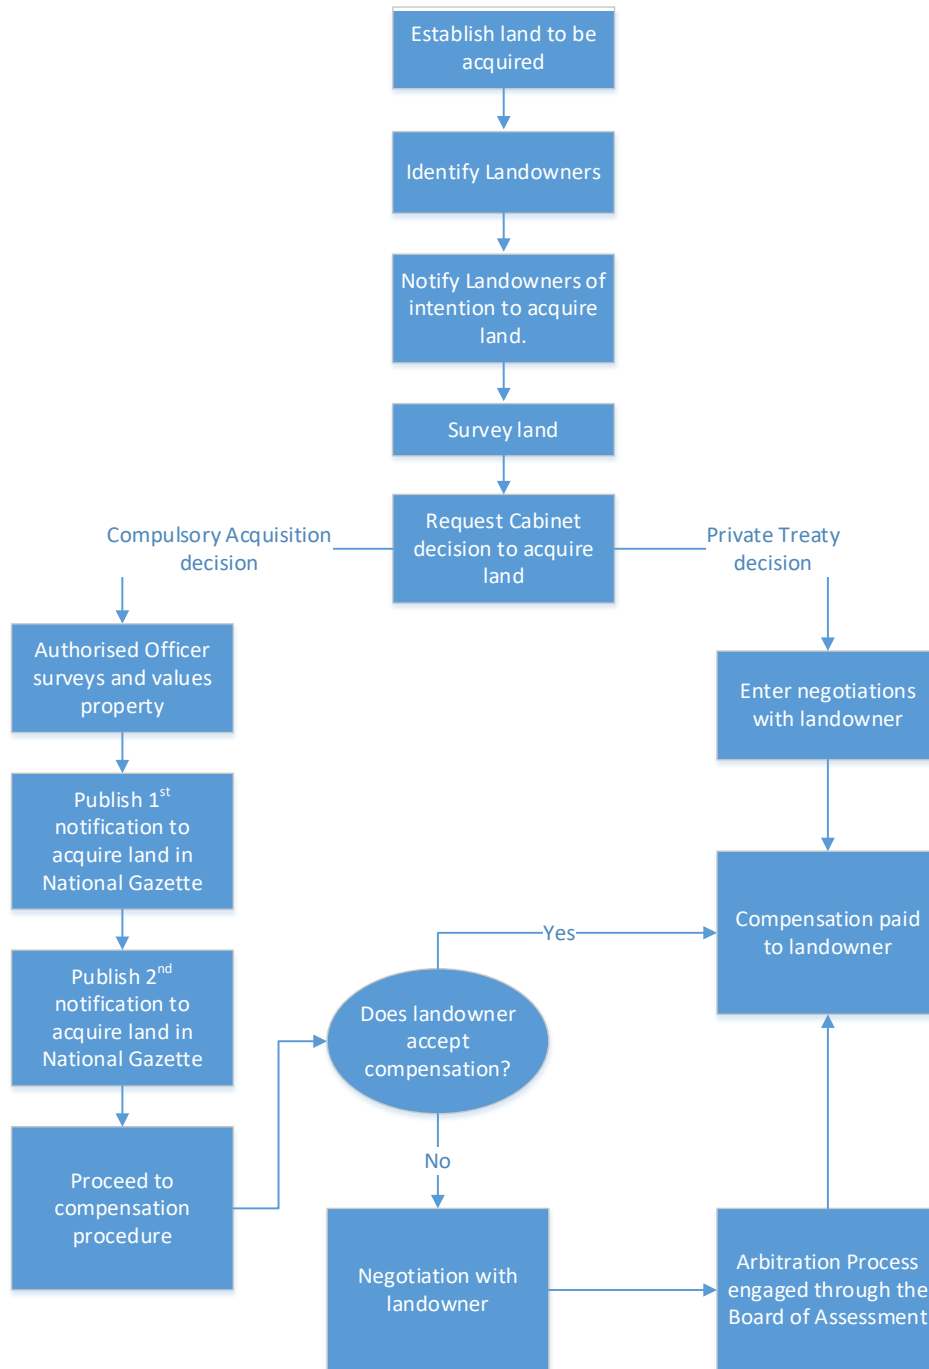 Establish land to be
acquired
Identify Landowners
Notify Landowners of
intention to acquire
land.
Survey land
Request Cabinet
decision to acquire
land
Compulsory Acquisition
decision
Private Treaty
decision
Authorised Officer
surveys and values
property
Enter negotiations
with landowner
Publish 1st
notification to
acquire land in
National Gazette
Compensation paid
to landowner
Yes
Publish 2nd
notification to
acquire land in
National Gazette
Does landowner
accept
compensation?
No
Proceed to
compensation
procedure
Negotiation with
landowner
Arbitration Process
engaged through the
Board of Assessment